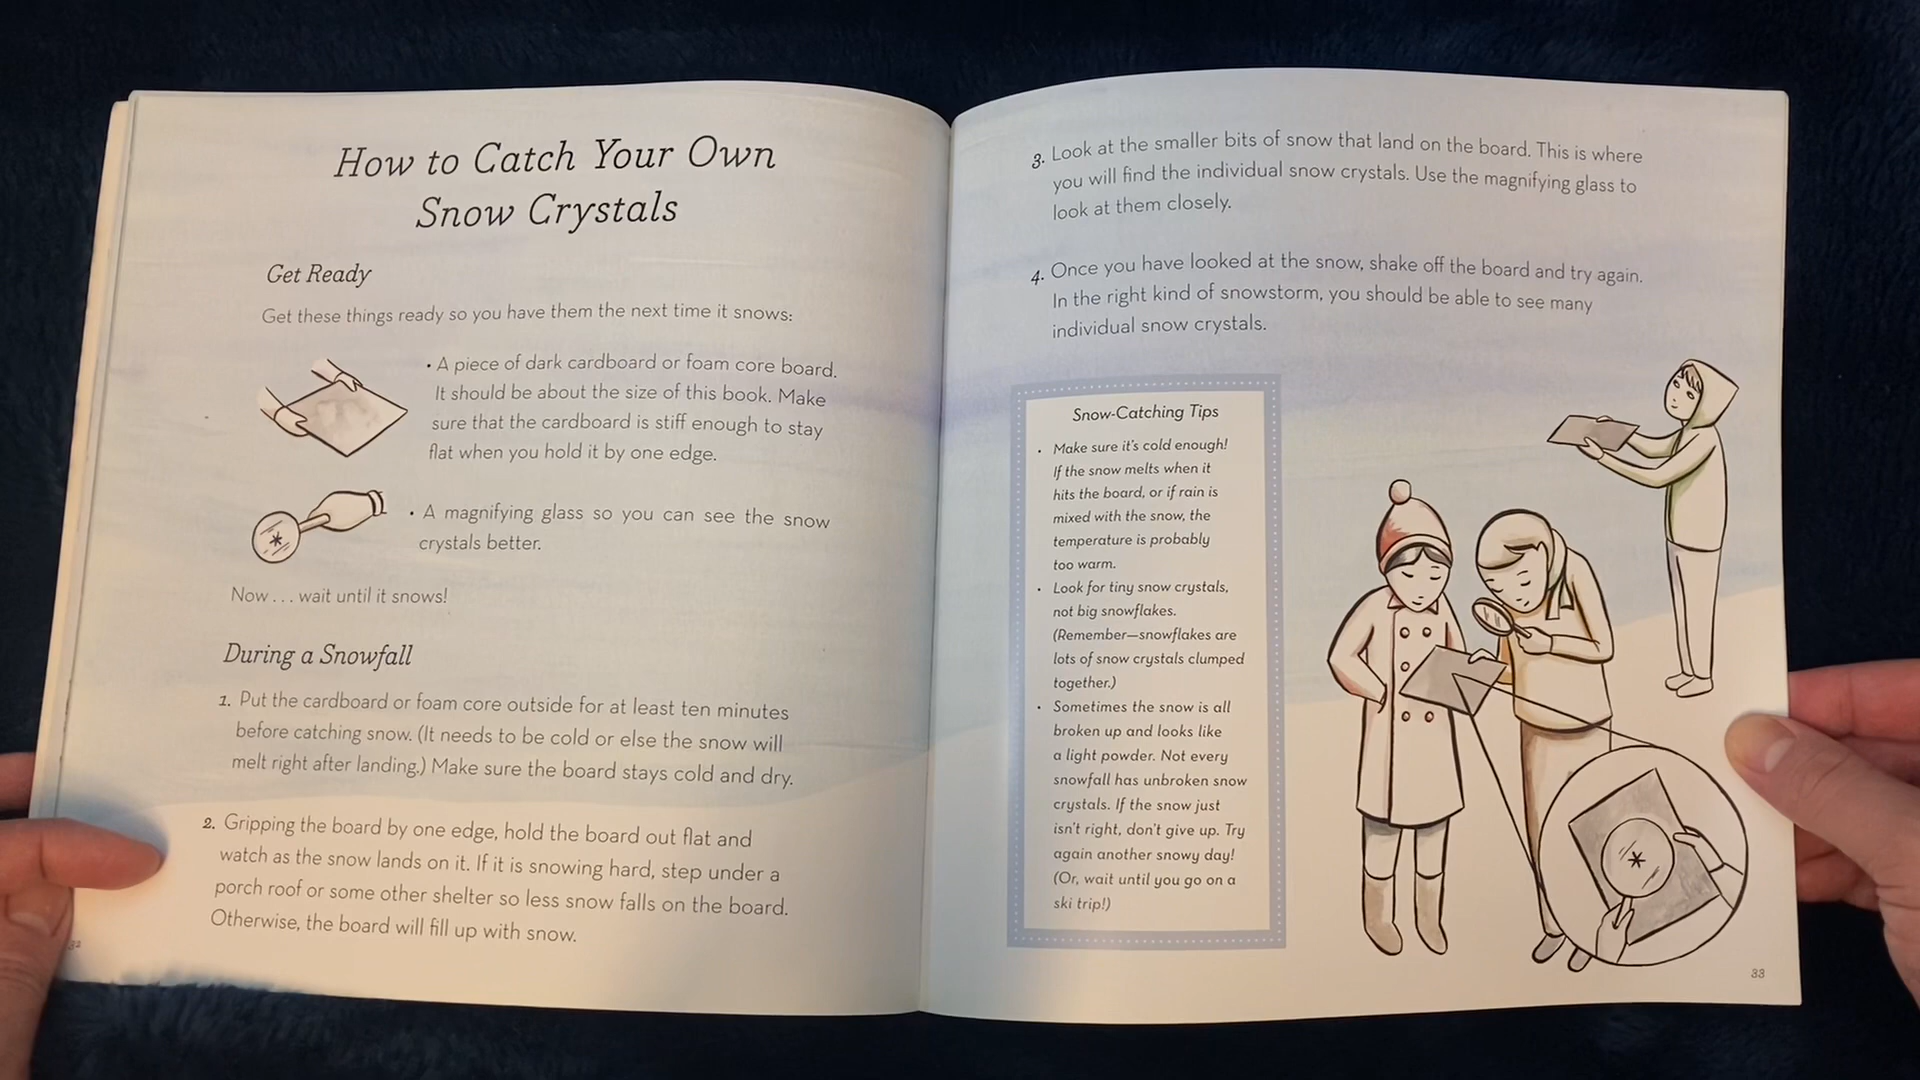 How to Catch Your Own
Snow Crystals
Get Ready
Get these things ready so you have them the next time it snows:
• A piece of dark cardboard or foam core board.
It should be about the size of this book. Make
sure that the cardboard is stiff enough to stay
flat when you hold it by one edge.
• A magnifying glass so you can see the snow
crystals better.
Now . . . wait until it snows!
During a Snowfall
1. Put the cardboard or foam core outside for at least ten minutes
before catching snow. (It needs to be cold or else the snow will
melt right after landing.) Make sure the board stays cold and dry.
2. Gripping the board by one edge, hold the board out flat and
watch as the snow lands on it. If it is snowing hard, step under a
porch roof or some other shelter so less snow falls on the board.
Otherwise, the board will fill up with snow.
32
3. Look at the smaller bits of snow that land on the board. This is where
you will find the individual snow crystals. Use the magnifying glass to
look at them closely.
4. Once you have looked at the snow, shake off the board and try again.
In the right kind of snowstorm, you should be able to see many
individual snow crystals.
Snow-Catching Tips
• Make sure it's cold enough!
If the snow melts when it
hits the board, or if rain is
mixed with the snow, the
temperature is probably
too warm.
• Look for tiny snow crystals,
not big snowflakes.
(Remember—snowflakes are
lots of snow crystals clumped
together.)
• Sometimes the snow is all
broken up and looks like
a light powder. Not every
snowfall has unbroken snow
crystals. If the snow just
isn't right, don't give up. Try
again another snowy day!
(Or, wait until you go on a
ski trip!)
33